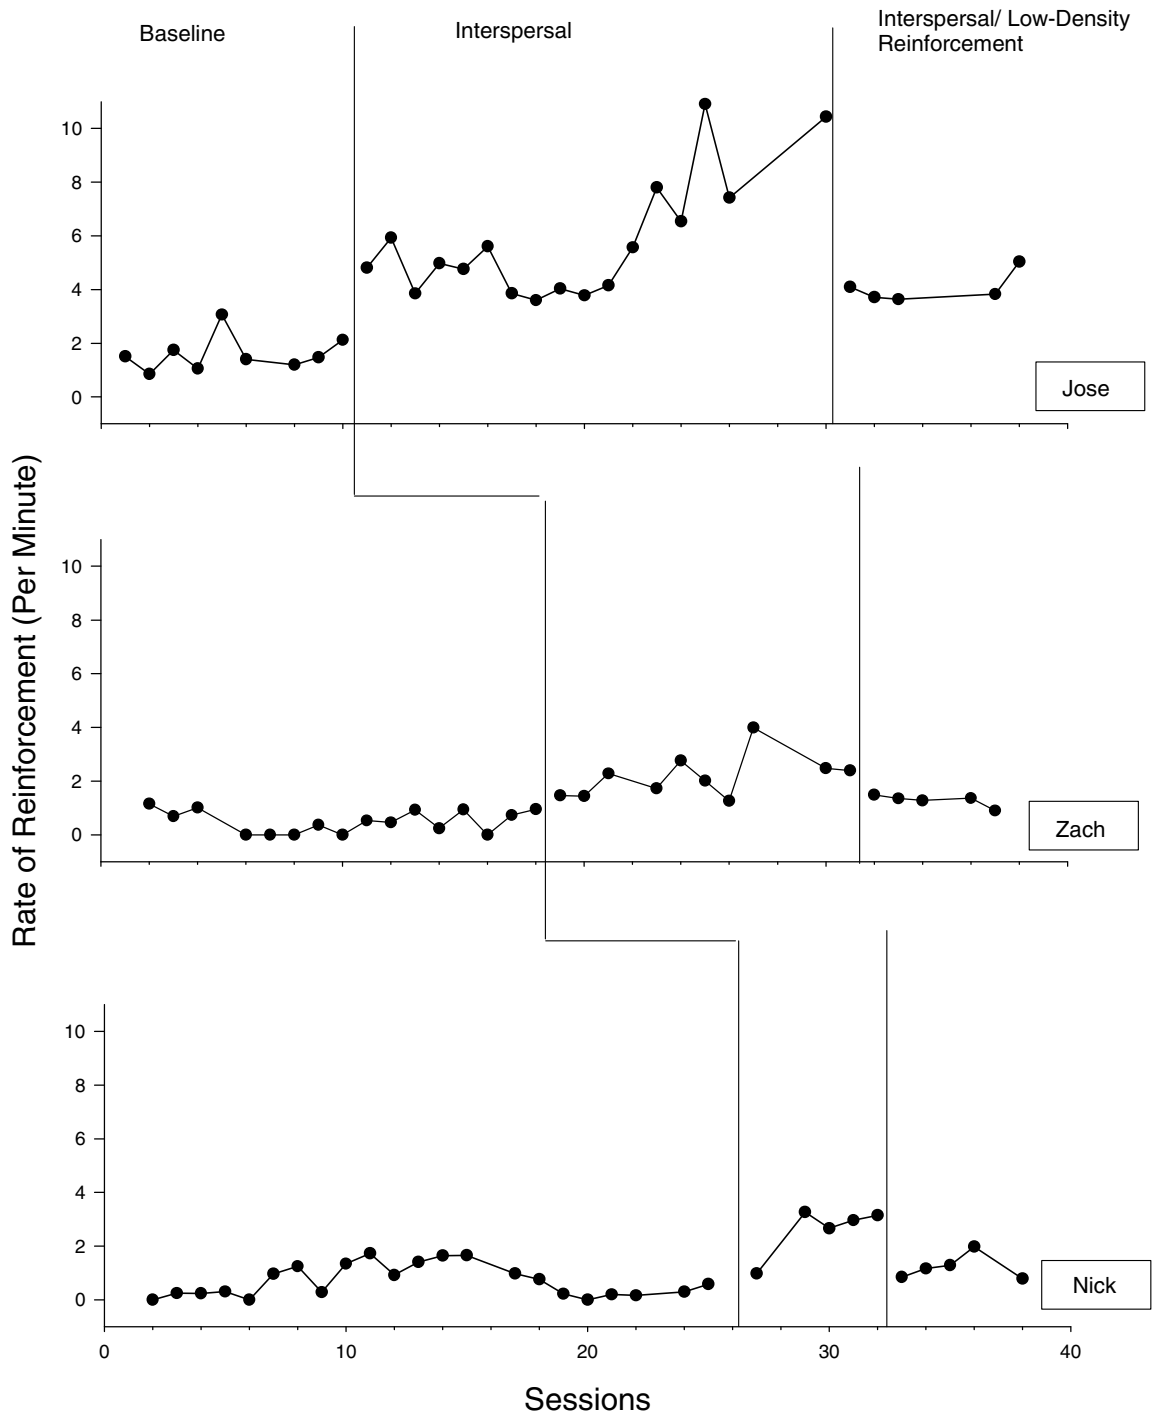 Baseline
Interspersal
Interspersal/ Low-Density
Reinforcement
10
8
6
4
2
0
Jose
Rate of Reinforcement (Per Minute)
10
8
6
4
2
0
Zach
10
8
6
4
2
0
Nick
0 10 20 30 40
Sessions